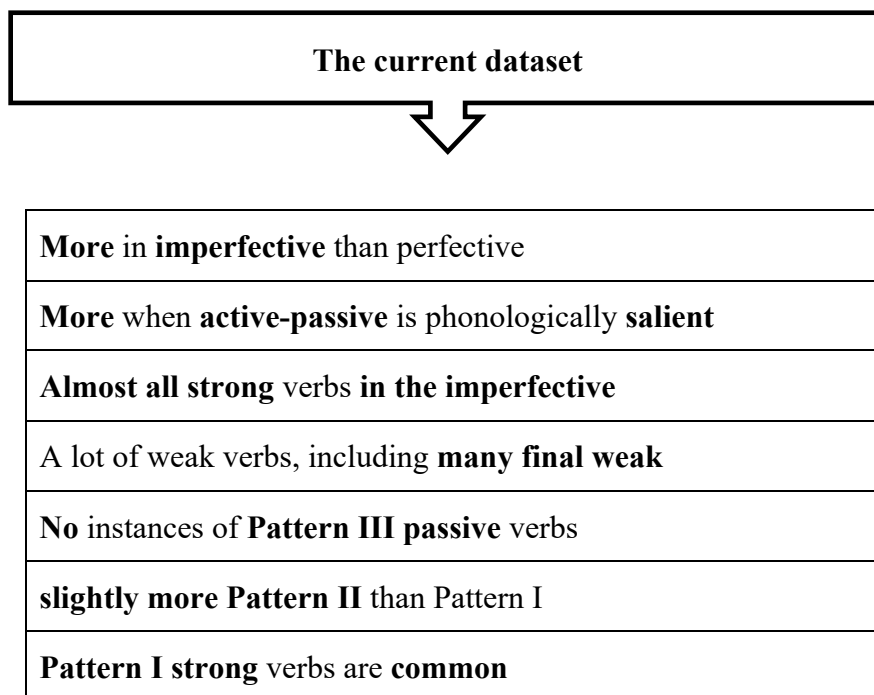 The current dataset
More in imperfective than perfective
More when active-passive is phonologically salient
Almost all strong verbs in the imperfective
A lot of weak verbs, including many final weak
No instances of Pattern III passive verbs
slightly more Pattern II than Pattern I
Pattern I strong verbs are common